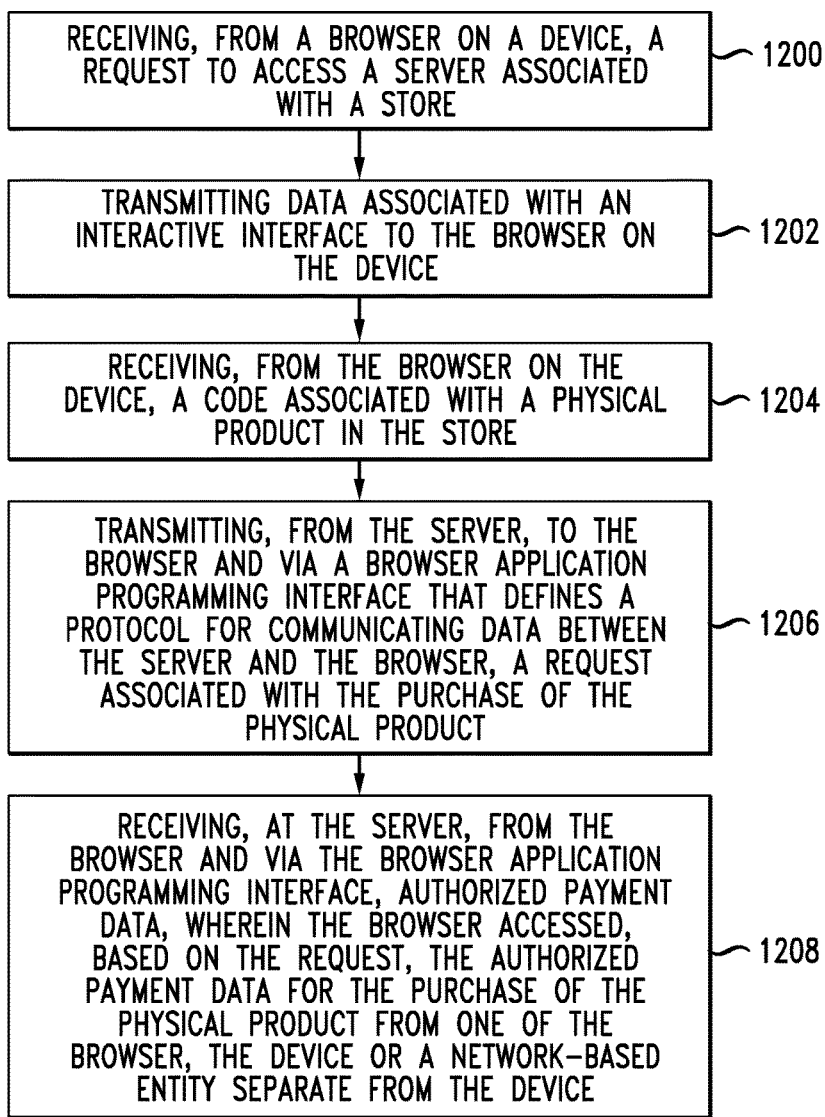 RECEIVING, FROM A BROWSER ON A DEVICE, A
REQUEST TO ACCESS A SERVER ASSOCIATED
WITH A STORE
1200
TRANSMITTING DATA ASSOCIATED WITH AN
INTERACTIVE INTERFACE TO THE BROWSER ON
THE DEVICE
1202
RECEIVING, FROM THE BROWSER ON THE
DEVICE, A CODE ASSOCIATED WITH A PHYSICAL
PRODUCT IN THE STORE
1204
TRANSMITTING, FROM THE SERVER, TO THE
BROWSER AND VIA A BROWSER APPLICATION
PROGRAMMING INTERFACE THAT DEFINES A
PROTOCOL FOR COMMUNICATING DATA BETWEEN
THE SERVER AND THE BROWSER, A REQUEST
ASSOCIATED WITH THE PURCHASE OF THE
PHYSICAL PRODUCT
1206
RECEIVING, AT THE SERVER, FROM THE
BROWSER AND VIA THE BROWSER APPLICATION
PROGRAMMING INTERFACE, AUTHORIZED PAYMENT
DATA, WHEREIN THE BROWSER ACCESSED,
BASED ON THE REQUEST, THE AUTHORIZED
PAYMENT DATA FOR THE PURCHASE OF THE
PHYSICAL PRODUCT FROM ONE OF THE
BROWSER, THE DEVICE OR A NETWORK-BASED
ENTITY SEPARATE FROM THE DEVICE
1208